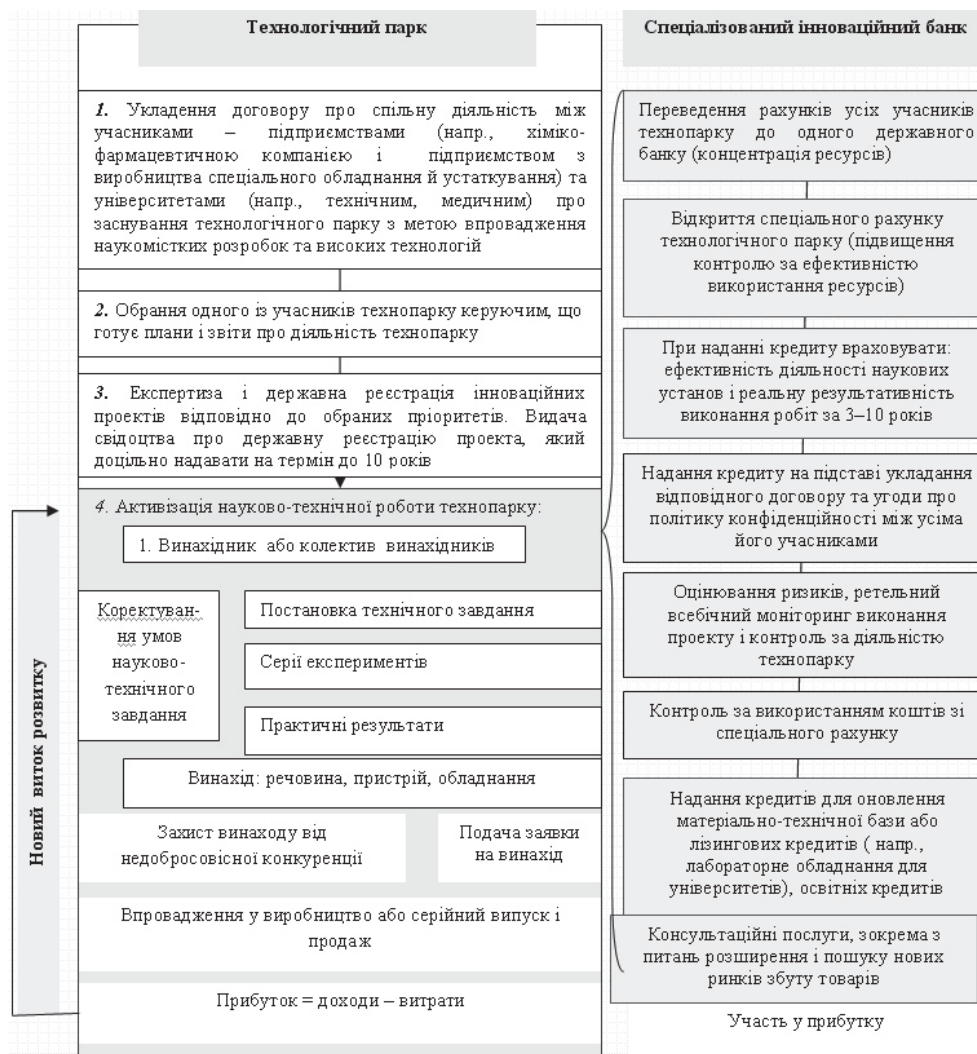 Технологічний парк
1. Укладення договору про спільну діяльність між
учасниками – підприємствами (напр., хіміко-
фармацевтичною компанією і підприємством з
виробництва спеціального обладнання й устаткування) та
університетами (напр., технічним, медичним) про
заснування технологічного парку з метою впровадження
наукомістких розробок та високих технологій
2. Обрання одного із учасників технопарку керуючим, що
готує плани і звіти про діяльність технопарку
3. Експертиза і державна реєстрація інноваційних
проектів відповідно до обраних пріоритетів. Видача
свідоцтва про державну реєстрацію проекта, який
доцільно надавати на термін до 10 років
4. Активізація науково-технічної роботи технопарку:
1. Винахідник або колектив винахідників
Коректуван-
ня умов
науково-
технічного
завдання
Постановка технічного завдання
Серії експериментів
Практичні результати
Винахід: речовина, пристрій, обладнання
Захист винаходу від
недобросовісної конкуренції
Подача заявки
на винахід
Впровадження у виробництво або серійний випуск і
продаж
Прибуток = доходи – витрати
Новий виток розвитку
Спеціалізований інноваційний банк
Переведення рахунків усіх учасників
технопарку до одного державного
банку (концентрація ресурсів)
Відкриття спеціального рахунку
технологічного парку (підвищення
контролю за ефективністю
використання ресурсів)
При наданні кредиту враховувати:
ефективність діяльності наукових
установ і реальну результативність
виконання робіт за 3–10 років
Надання кредиту на підставі укладання
відповідного договору та угоди про
політику конфіденційності між усіма
його учасниками
Оцінювання ризиків, ретельний
всебічний моніторинг виконання
проекту і контроль за діяльністю
технопарку
Контроль за використанням коштів зі
спеціального рахунку
Надання кредитів для оновлення
матеріально-технічної бази або
лізингових кредитів ( напр.,
лабораторне обладнання для
університетів), освітніх кредитів
Консультаційні послуги, зокрема з
питань розширення і пошуку нових
ринків збуту товарів
Участь у прибутку